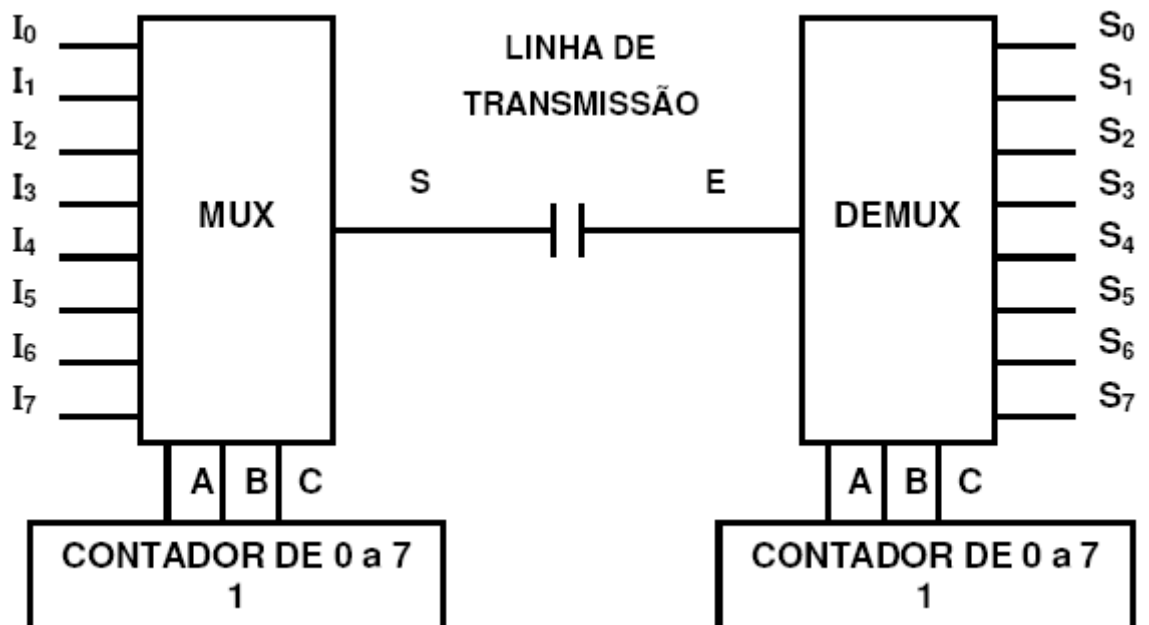 I₀
I₁
I₂
I₃
I₄
I₅
I₆
I₇
MUX
A B C
CONTADOR DE 0 a 7
1
LINHA DE
TRANSMISSÃO
S
E
DEMUX
S₀
S₁
S₂
S₃
S₄
S₅
S₆
S₇
A B C
CONTADOR DE 0 a 7
1